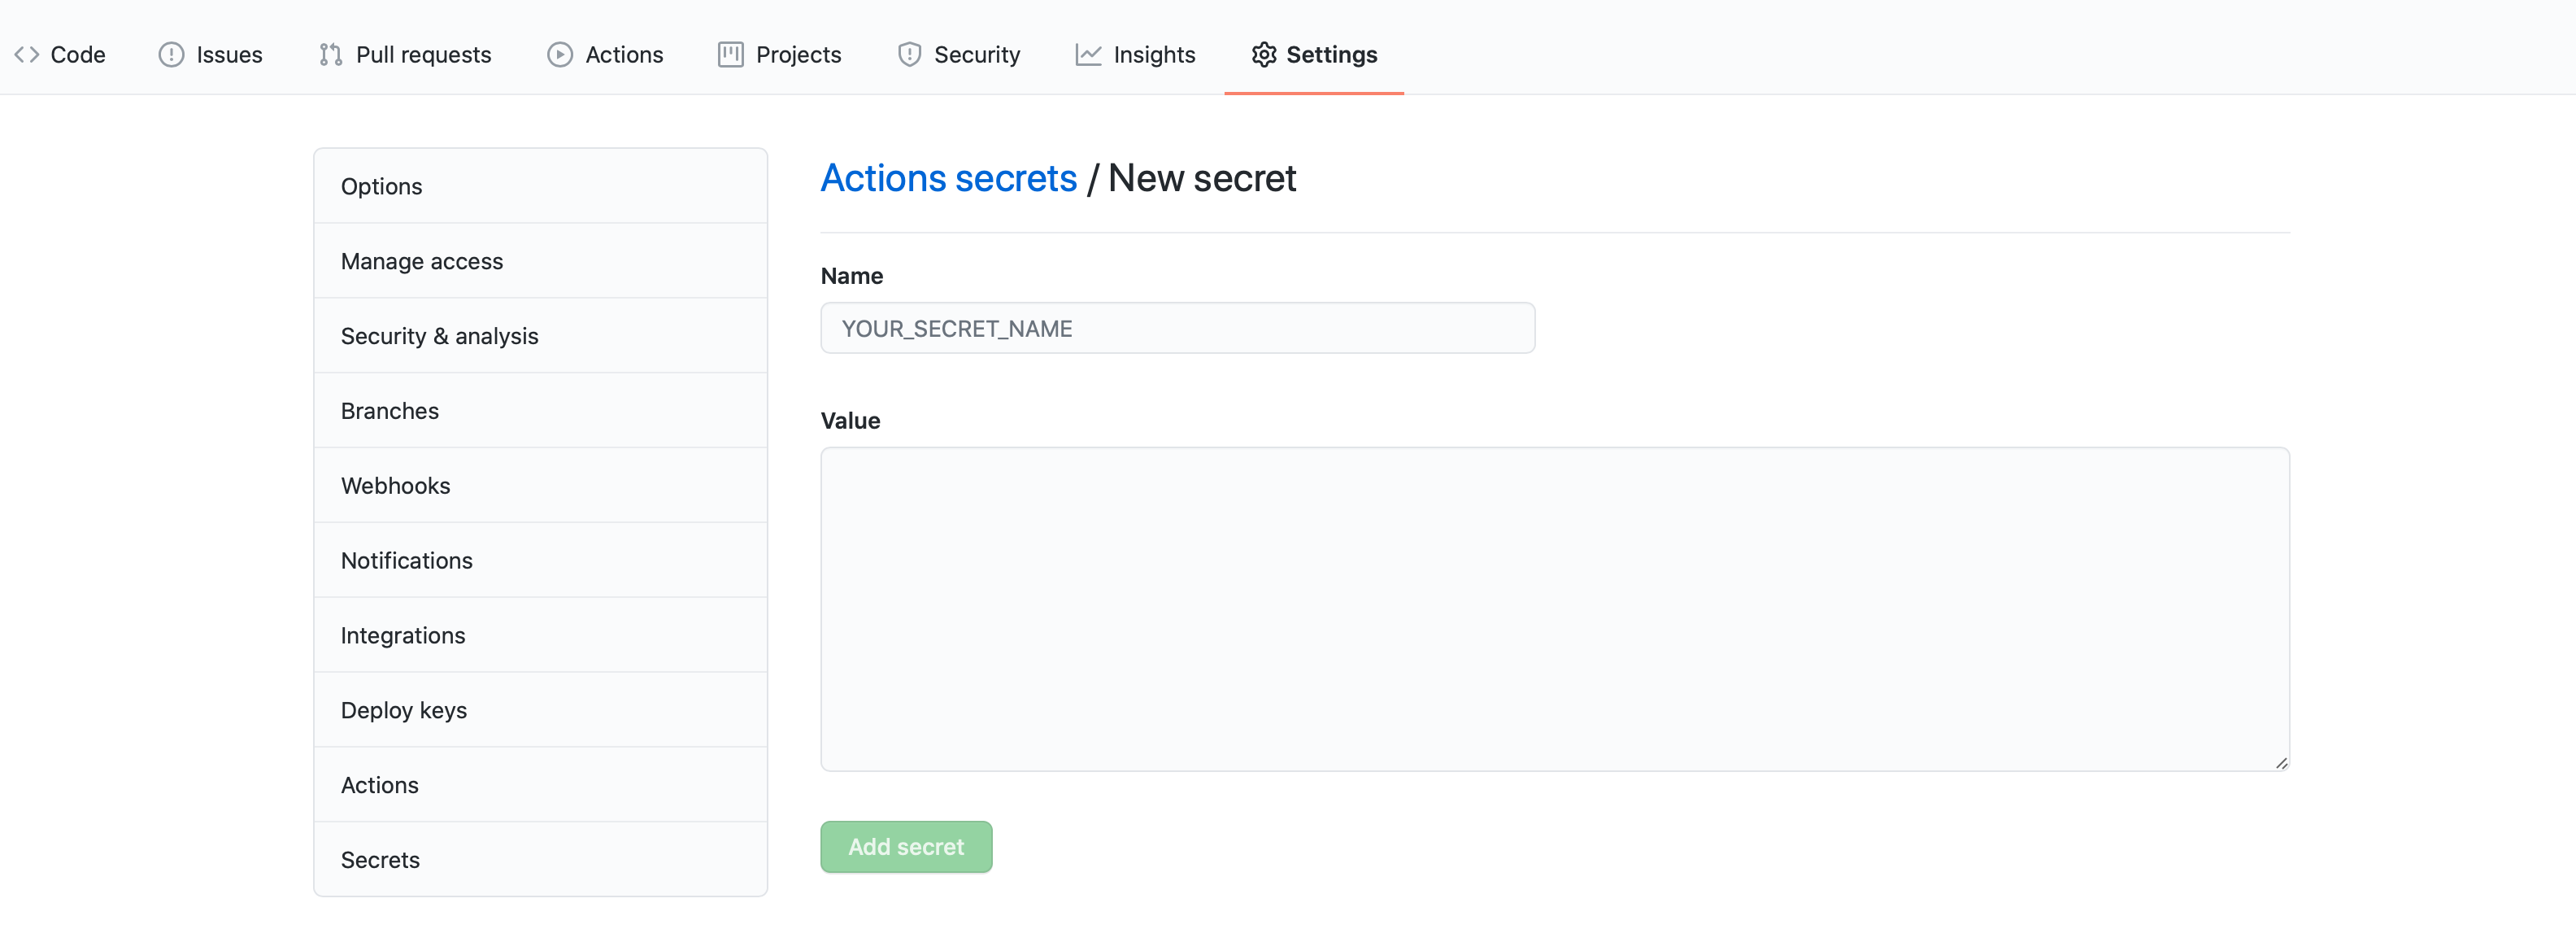 Code Issues Pull requests Actions Projects Security Insights Settings
Options
Manage access
Security & analysis
Branches
Webhooks
Notifications
Integrations
Deploy keys
Actions
Secrets
Actions secrets / New secret
Name
YOUR_SECRET_NAME
Value
Add secret